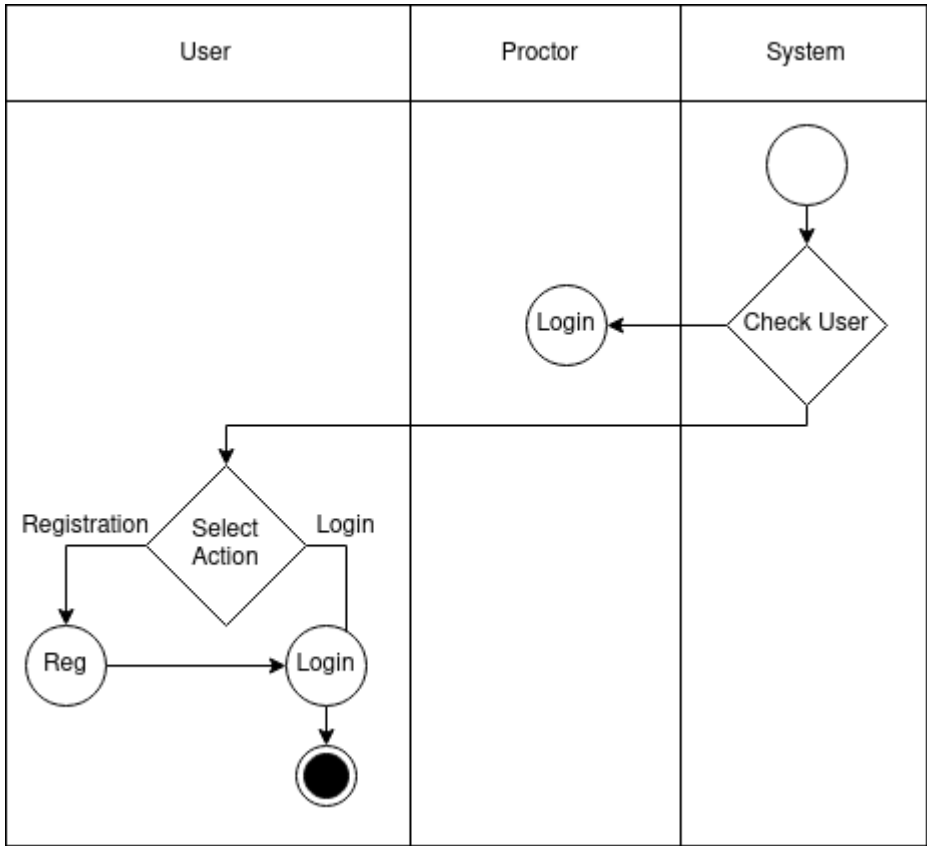 User
Proctor
System
Login
Check User
Registration
Select
Action
Login
Reg
Login